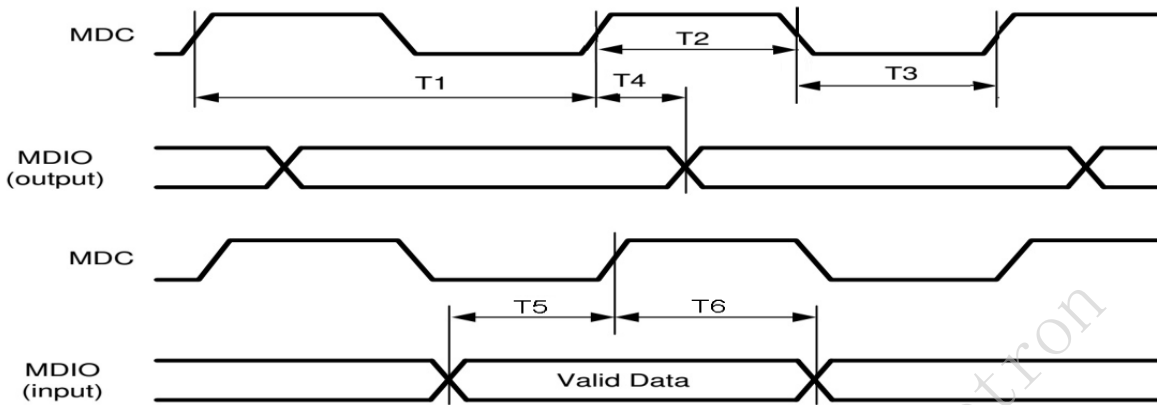 MDC
T2
T3
T1
T4
MDIO
(output)
MDC
T5
T6
MDIO
(input)
Valid Data